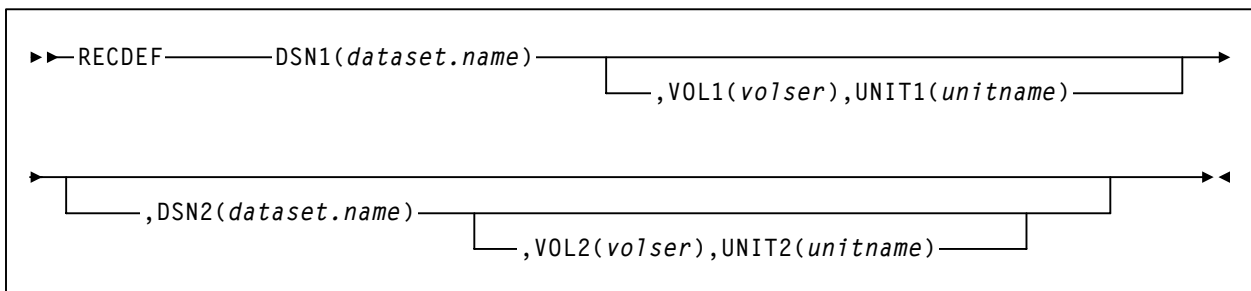 RECDEF DSN1(dataset.name)
,VOL1(volser),UNIT1(unitname)
,DSN2(dataset.name)
,VOL2(volser),UNIT2(unitname)